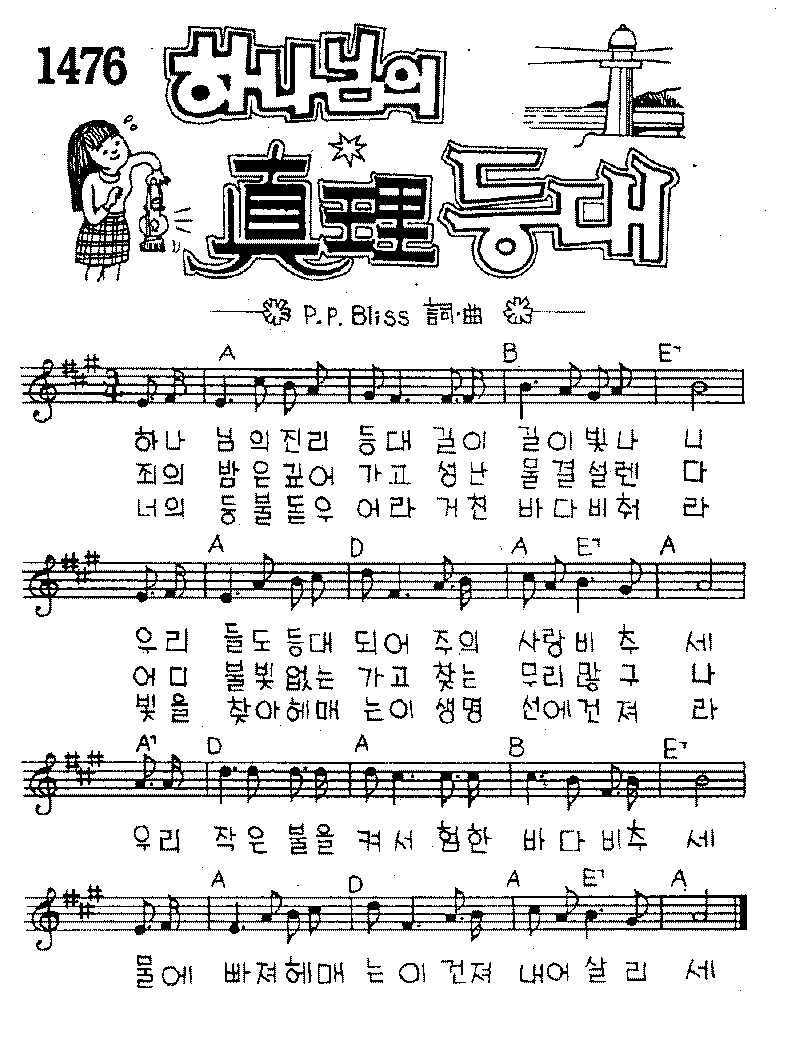 1476
하나님의
眞理등대
P.P. Bliss 詞·曲
A B E7
하나 님의진리 등대 길이 길이빛나 니
죄의 밤은깊어 가고 성난 물결설렌 다
너의 등불돋우 어라 거친 바다비춰 라
A D A E7 A
우리 들도등대 되어 주의 사랑비추 세
어디 불빛없는 가고 찾는 무리많구 나
빛을 찾아헤매 는이 생명 선에건져 라
A7 D A B E7
우리 작은불을 켜서 험한 바다비추 세
A D A E7 A
물에 빠져헤매 는이 건져 내어살리 세